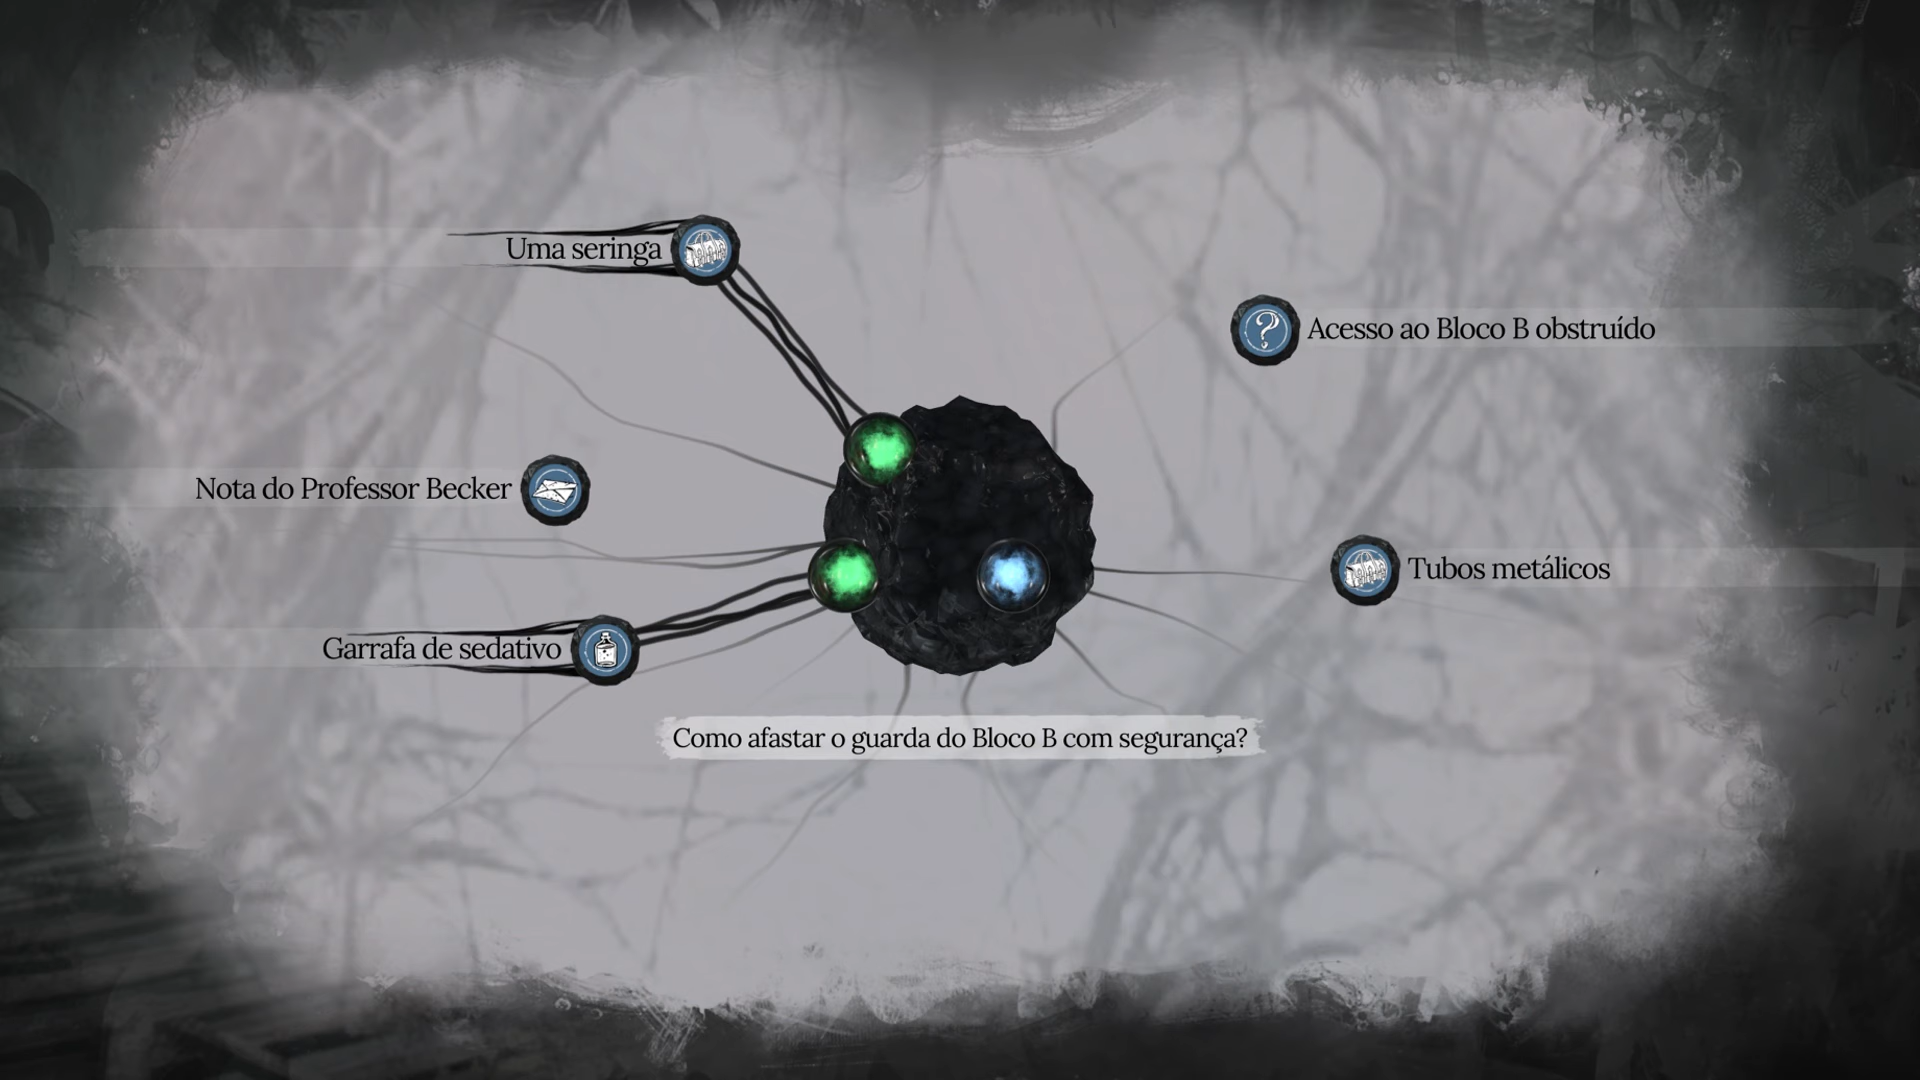 Uma seringa
Acesso ao Bloco B obstruído
Nota do Professor Becker
Tubos metálicos
Garrafa de sedativo
Como afastar o guarda do Bloco B com segurança?